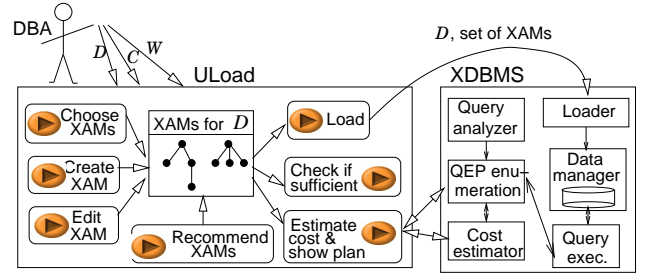 DBA
D C W
D, set of XAMs
ULoad
XDBMS
Choose
XAMs
Create
XAM
Edit
XAM
XAMs for D
Recommend
XAMs
Load
Check if
sufficient
Estimate
cost &
show plan
Query
analyzer
QEP enu-
meration
Cost
estimator
Loader
Data
manager
Query
exec.